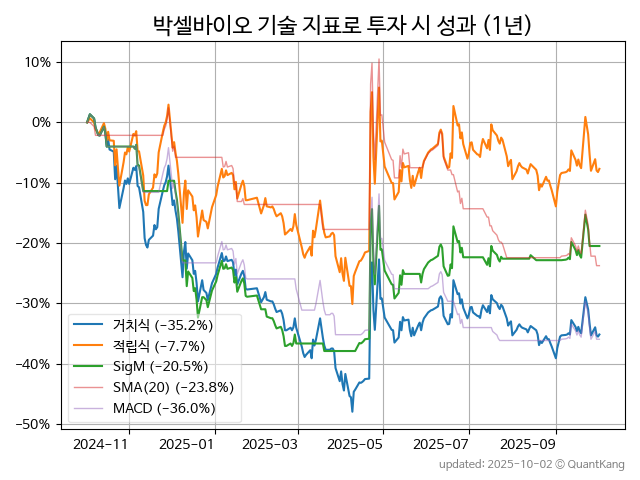 박셀바이오 기술 지표로 투자 시 성과 (1년)
10%
0%
−10%
−20%
−30%
−40%
−50%
거치식 (−35.2%)
적립식 (−7.7%)
SigM (−20.5%)
SMA(20) (−23.8%)
MACD (−36.0%)
2024-11 2025-01 2025-03 2025-05 2025-07 2025-09
updated: 2025-10-02 © QuantKang